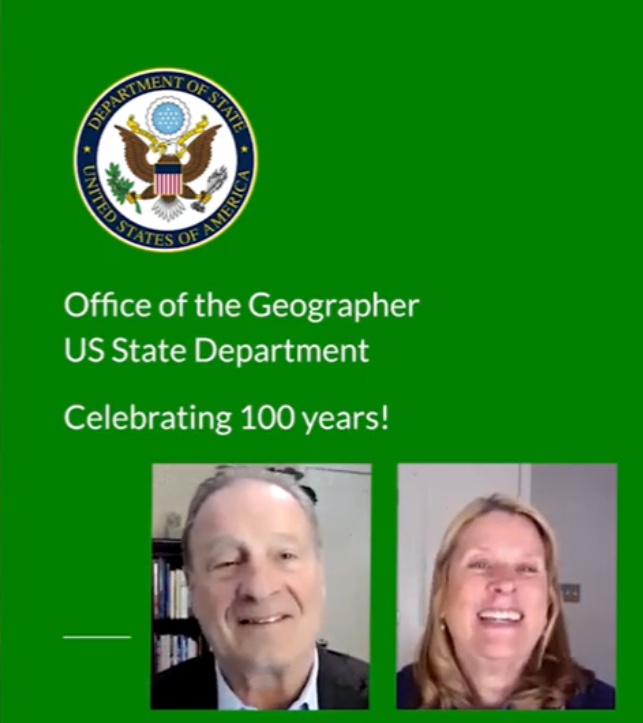 DEPARTMENT OF STATE
UNITED STATES OF AMERICA
Office of the Geographer
US State Department
Celebrating 100 years!